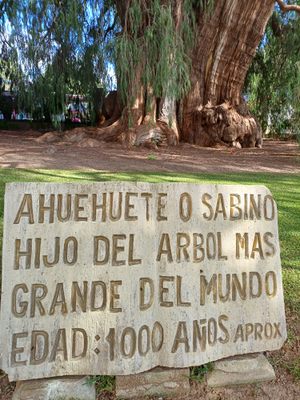 AHUEHUETE O SABINO
HIJO DEL ARBOL MAS
GRANDE DEL MUNDO
EDAD: 1000 AÑOS APROX